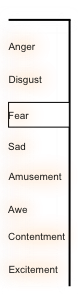 Anger
Disgust
Fear
Sad
Amusement
Awe
Contentment
Excitement